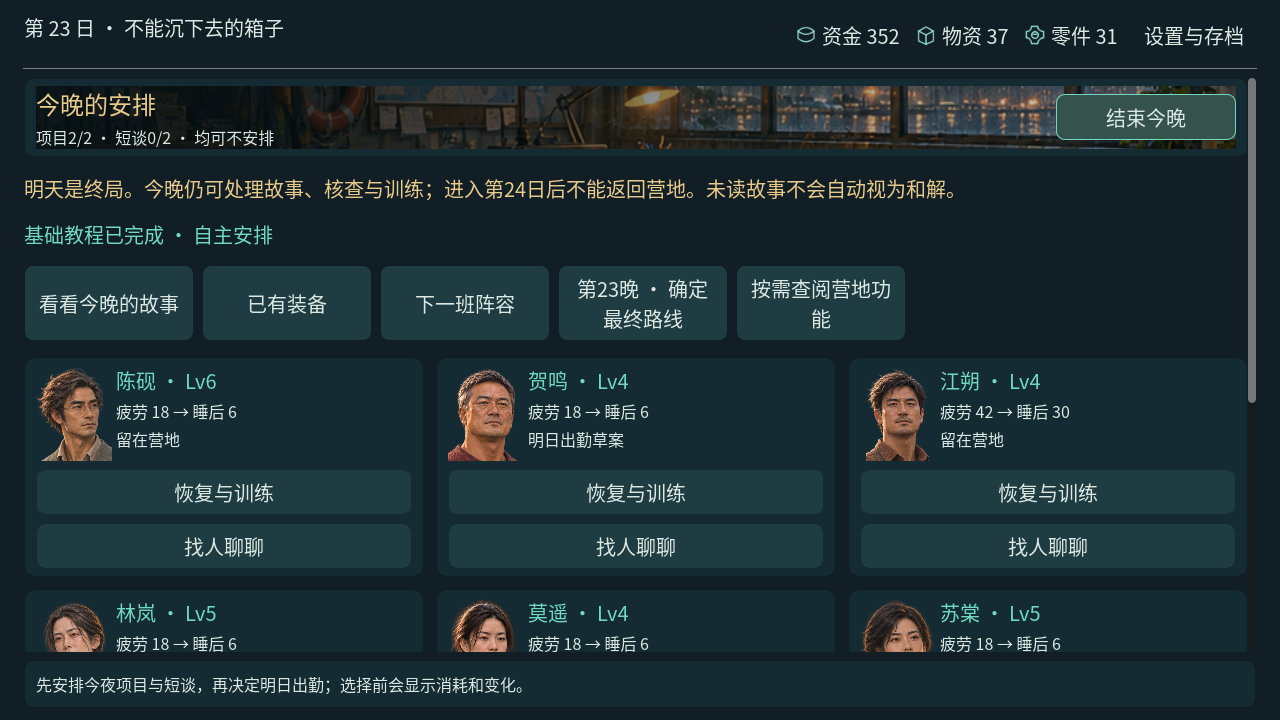 第 23 日 · 不能沉下去的箱子
资金 352 物资 37 零件 31 设置与存档
今晚的安排
项目2/2 · 短谈0/2 · 均可不安排
结束今晚
明天是终局。今晚仍可处理故事、核查与训练；进入第24日后不能返回营地。未读故事不会自动视为和解。
基础教程已完成 · 自主安排
看看今晚的故事
已有装备
下一班阵容
第23晚 · 确定
最终路线
按需查阅营地功
能
陈砚 · Lv6
疲劳 18 → 睡后 6
留在营地
恢复与训练
找人聊聊
贺鸣 · Lv4
疲劳 18 → 睡后 6
明日出勤草案
恢复与训练
找人聊聊
江朔 · Lv4
疲劳 42 → 睡后 30
留在营地
恢复与训练
找人聊聊
林岚 · Lv5
疲劳 18 → 睡后 6
莫遥 · Lv4
疲劳 18 → 睡后 6
苏棠 · Lv5
疲劳 18 → 睡后 6
先安排今夜项目与短谈，再决定明日出勤；选择前会显示消耗和变化。